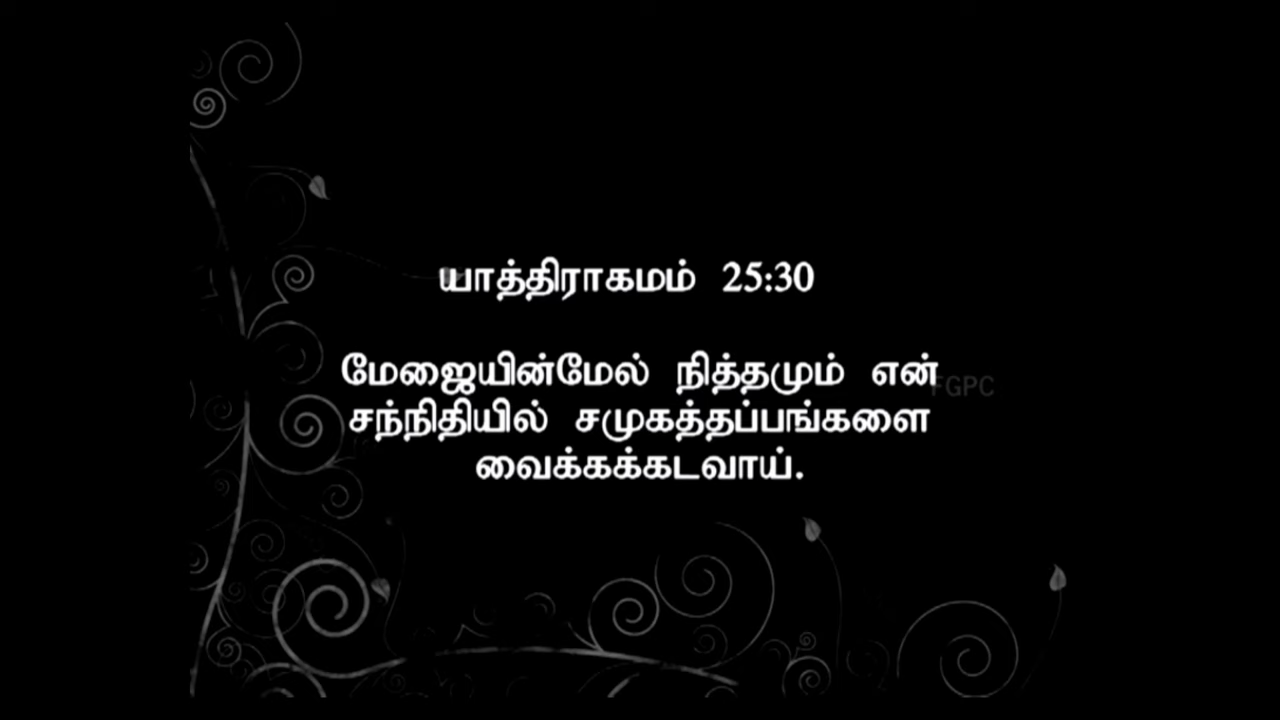 யாத்திராகமம் 25:30
மேஜையின்மேல் நித்தமும் என்
சந்நிதியில் சமுகத்தப்பங்களை
வைக்கக்கடவாய்.
FGPC